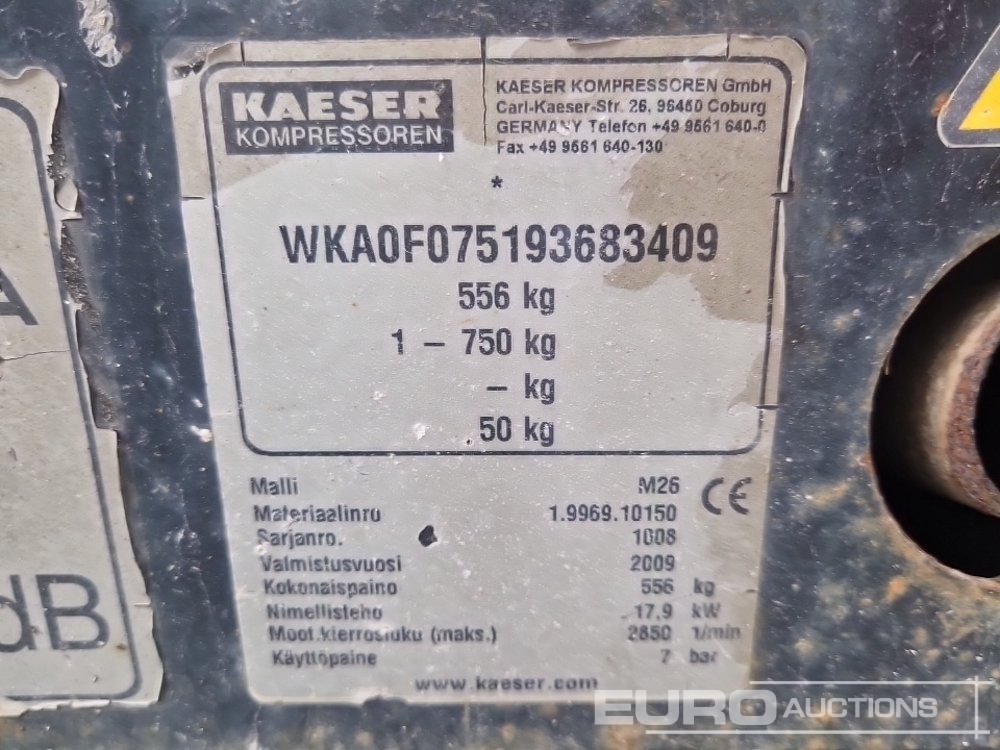 KAESER
KOMPRESSOREN
KAESER KOMPRESSOREN GmbH
Carl-Kaeser-Str. 26, 96450 Coburg
GERMANY Telefon +49 9561 640-0
Fax +49 9561 640-130
*
WKA0F075193683409
556 kg
1 – 750 kg
– kg
50 kg
Malli M26
Materiaalinro 1.9969.10150
Sarjanro. 1008
Valmistusvuosi 2009
Kokonaispaino 556 kg
Nimellisteho 17,9 kW
Moot.kierrosluku (maks.) 2850 1/min
Käyttöpaine 7 bar
CE
www.kaeser.com
A
dB
EURO AUCTIONS